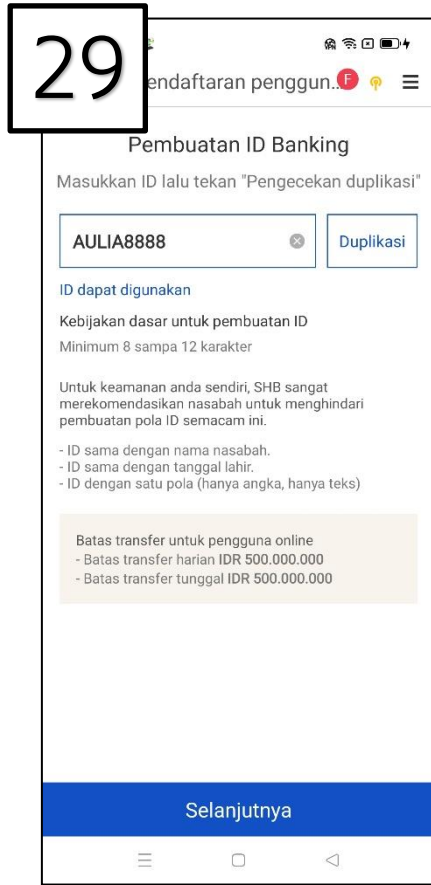 29
endaftaran penggun..
F
Pembuatan ID Banking
Masukkan ID lalu tekan "Pengecekan duplikasi"
AULIA8888
Duplikasi
ID dapat digunakan
Kebijakan dasar untuk pembuatan ID
Minimum 8 sampa 12 karakter
Untuk keamanan anda sendiri, SHB sangat
merekomendasikan nasabah untuk menghindari
pembuatan pola ID semacam ini.
- ID sama dengan nama nasabah.
- ID sama dengan tanggal lahir.
- ID dengan satu pola (hanya angka, hanya teks)
Batas transfer untuk pengguna online
- Batas transfer harian IDR 500.000.000
- Batas transfer tunggal IDR 500.000.000
Selanjutnya